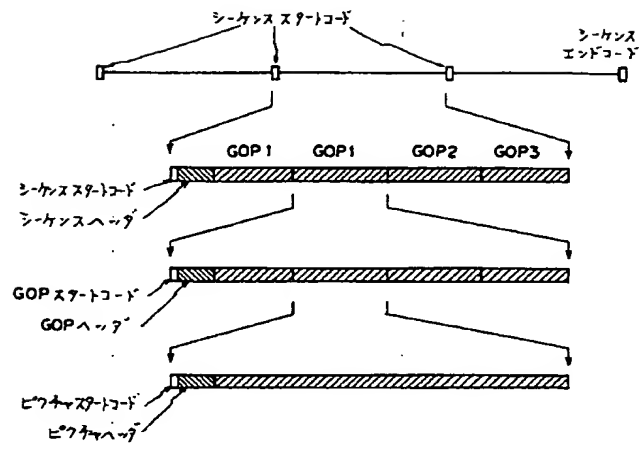 シーケンススタートコード
シーケンス
エンドコード
GOP1 GOP1 GOP2 GOP3
シーケンススタートコード
シーケンスヘッダ
GOPスタートコード
GOPヘッダ
ピクチャスタートコード
ピクチャヘッダ